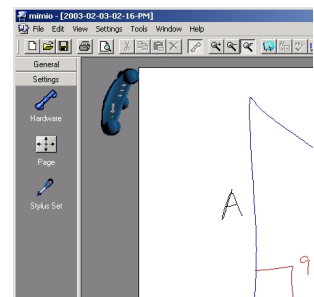 mimio - [2003-02-03-02-16-PM]
File Edit View Settings Tools Window Help
General
Settings
Hardware
Page
Stylus Set
A
9